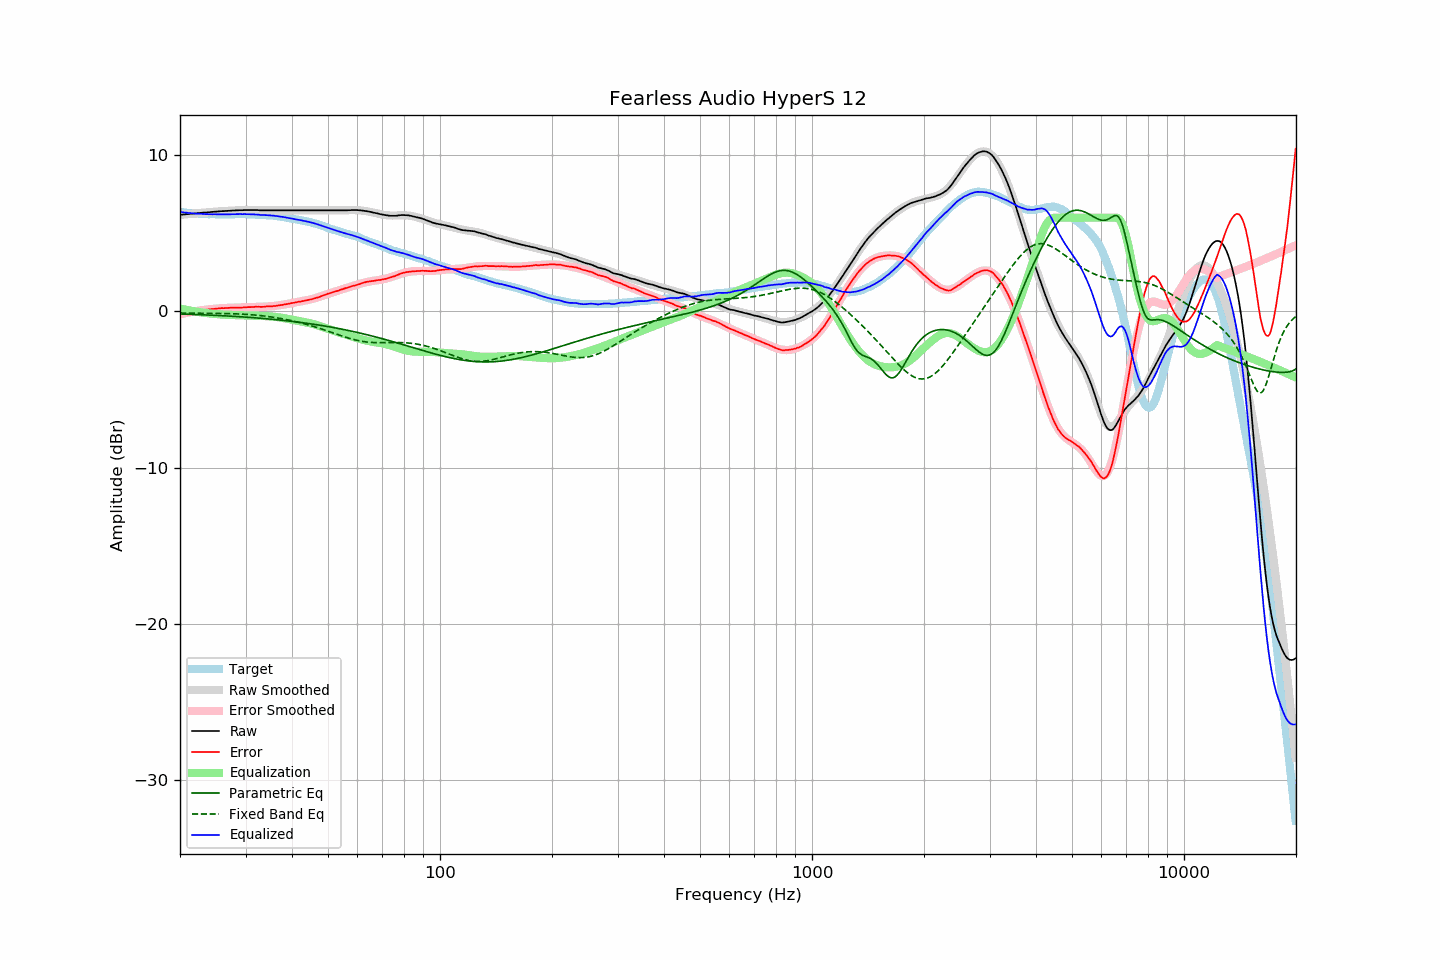 Fearless Audio HyperS 12
10
0
−10
−20
−30
Amplitude (dBr)
Target
Raw Smoothed
Error Smoothed
Raw
Error
Equalization
Parametric Eq
Fixed Band Eq
Equalized
100
1000
10000
Frequency (Hz)